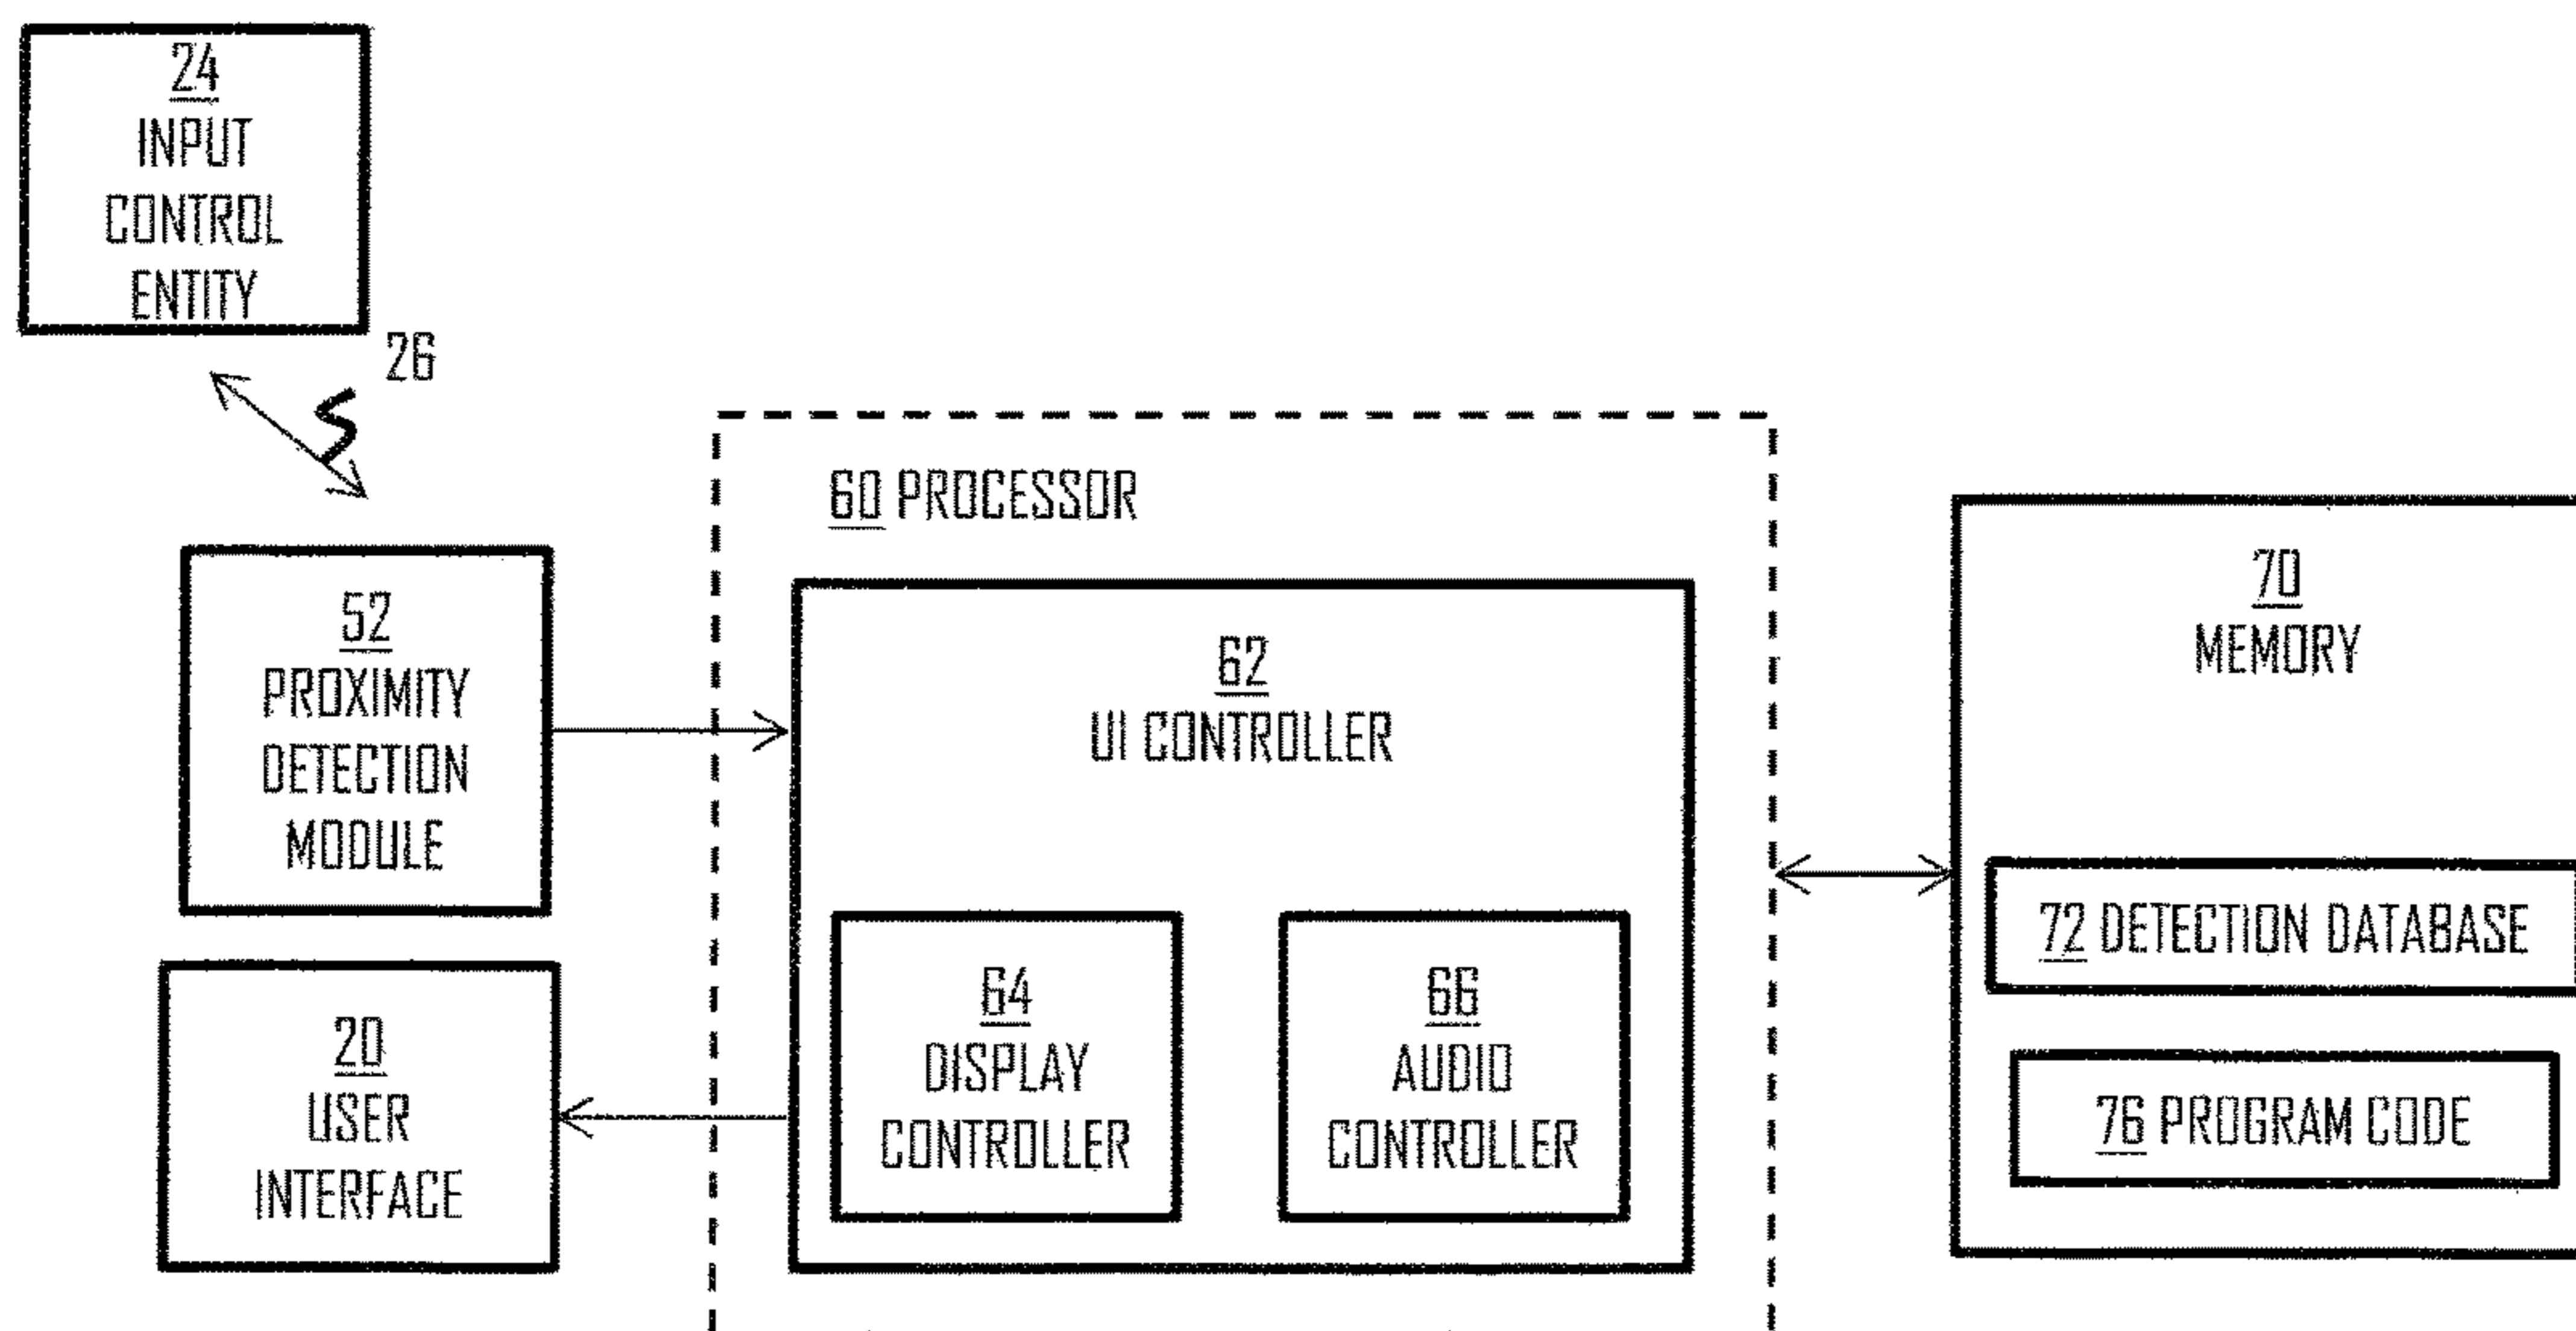 24
INPUT
CONTROL
ENTITY
26
60 PROCESSOR
52
PROXIMITY
DETECTION
MODULE
62
UI CONTROLLER
70
MEMORY
72 DETECTION DATABASE
76 PROGRAM CODE
64
DISPLAY
CONTROLLER
66
AUDIO
CONTROLLER
20
USER
INTERFACE